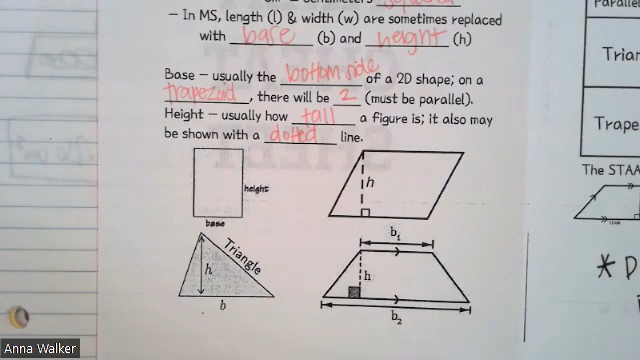 – In MS, length (l) & width (w) are sometimes replaced
with base (b) and height (h)
Base – usually the bottom side of a 2D shape; on a
trapezoid, there will be 2 (must be parallel).
Height – usually how tall a figure is; it also may
be shown with a dotted line.
height
base
h
Triangle
h
b
b₁
h
b₂
Parallel
Trian
Trape
The STAA
* D
Anna Walker